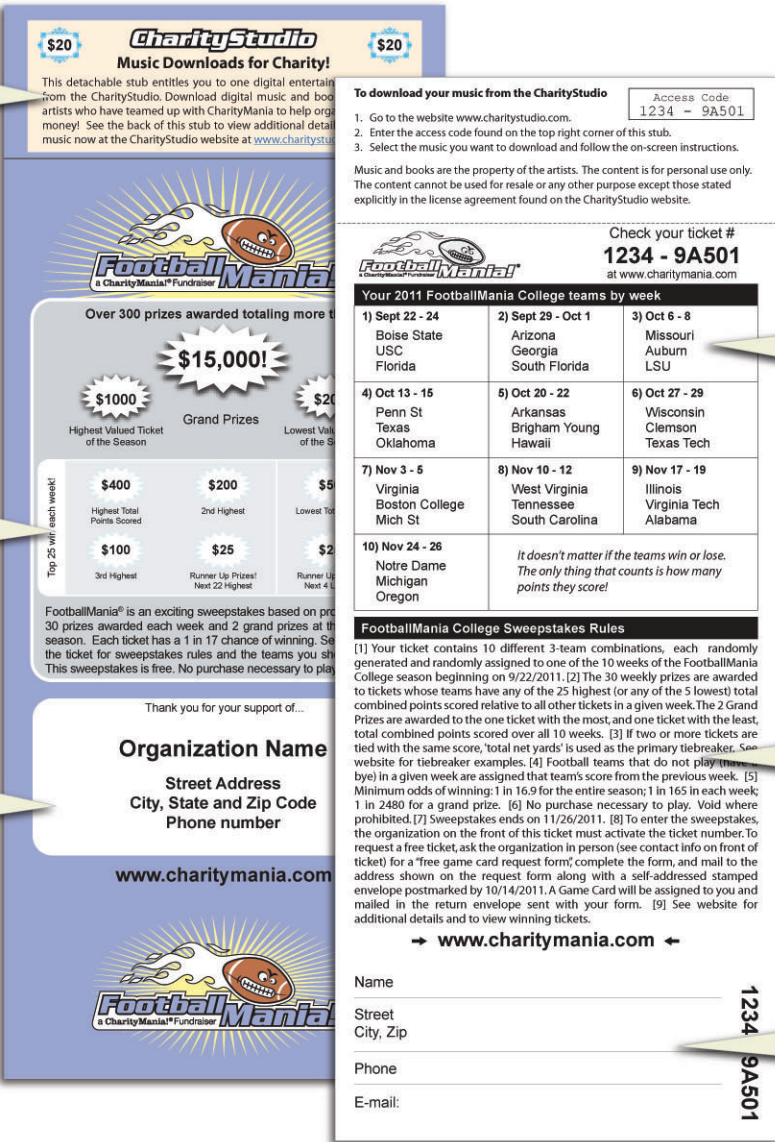 $20
CharityStudio
$20
Music Downloads for Charity!
This detachable stub entitles you to one digital
from the CharityStudio. Download digital music and
artists who have teamed up with CharityMania to help
money! See the back of this stub to view additional
music now at the CharityStudio website at
FootballMania!
a CharityMania!® Fundraiser
Over 300 prizes awarded totaling more
$15,000!
$1000
Grand Prizes
Highest Valued Ticket
of the Season
Lowest
of the
Top 25 win each week!
$400
Highest Total
Points Scored
$200
2nd Highest
Lowest
$100
3rd Highest
$25
Runner Up Prizes!
Next 22 Highest
Runner
Next 4
FootballMania® is an exciting sweepstakes based on
30 prizes awarded each week and 2 grand prizes at
season. Each ticket has a 1 in 17 chance of winning.
the ticket for sweepstakes rules and the teams you
This sweepstakes is free. No purchase necessary to
Thank you for your support of...
Organization Name
Street Address
City, State and Zip Code
Phone number
www.charitymania.com
FootballMania!
a CharityMania!® Fundraiser
To download your music from the CharityStudio
Access Code
1234 - 9A501
1. Go to the website www.charitystudio.com.
2. Enter the access code found on the top right corner of this stub.
3. Select the music you want to download and follow the on-screen instructions.
Music and books are the property of the artists. The content is for personal use only.
The content cannot be used for resale or any other purpose except those stated
explicitly in the license agreement found on the CharityStudio website.
FootballMania!®
a CharityMania!® Fundraiser
Check your ticket #
1234 - 9A501
at www.charitymania.com
Your 2011 FootballMania College teams by week
1) Sept 22 - 24
Boise State
USC
Florida
2) Sept 29 - Oct 1
Arizona
Georgia
South Florida
3) Oct 6 - 8
Missouri
Auburn
LSU
4) Oct 13 - 15
Penn St
Texas
Oklahoma
5) Oct 20 - 22
Arkansas
Brigham Young
Hawaii
6) Oct 27 - 29
Wisconsin
Clemson
Texas Tech
7) Nov 3 - 5
Virginia
Boston College
Mich St
8) Nov 10 - 12
West Virginia
Tennessee
South Carolina
9) Nov 17 - 19
Illinois
Virginia Tech
Alabama
10) Nov 24 - 26
Notre Dame
Michigan
Oregon
It doesn't matter if the teams win or lose.
The only thing that counts is how many
points they score!
FootballMania College Sweepstakes Rules
[1] Your ticket contains 10 different 3-team combinations, each randomly
generated and randomly assigned to one of the 10 weeks of the FootballMania
College season beginning on 9/22/2011. [2] The 30 weekly prizes are awarded
to tickets whose teams have any of the 25 highest (or any of the 5 lowest) total
combined points scored relative to all other tickets in a given week. The 2 Grand
Prizes are awarded to the one ticket with the most, and one ticket with the least,
total combined points scored over all 10 weeks. [3] If two or more tickets are
tied with the same score, 'total net yards' is used as the primary tiebreaker. See
website for tiebreaker examples. [4] Football teams that do not play (have a
bye) in a given week are assigned that team's score from the previous week. [5]
Minimum odds of winning: 1 in 16.9 for the entire season; 1 in 165 in each week;
1 in 2480 for a grand prize. [6] No purchase necessary to play. Void where
prohibited. [7] Sweepstakes ends on 11/26/2011. [8] To enter the sweepstakes,
the organization on the front of this ticket must activate the ticket number. To
request a free ticket, ask the organization in person (see contact info on front of
ticket) for a "free game card request form", complete the form, and mail to the
address shown on the request form along with a self-addressed stamped
envelope postmarked by 10/14/2011. A Game Card will be assigned to you and
mailed in the return envelope sent with your form. [9] See website for
additional details and to view winning tickets.
→ www.charitymania.com ←
Name
Street
City, Zip
Phone
E-mail:
1234 - 9A501